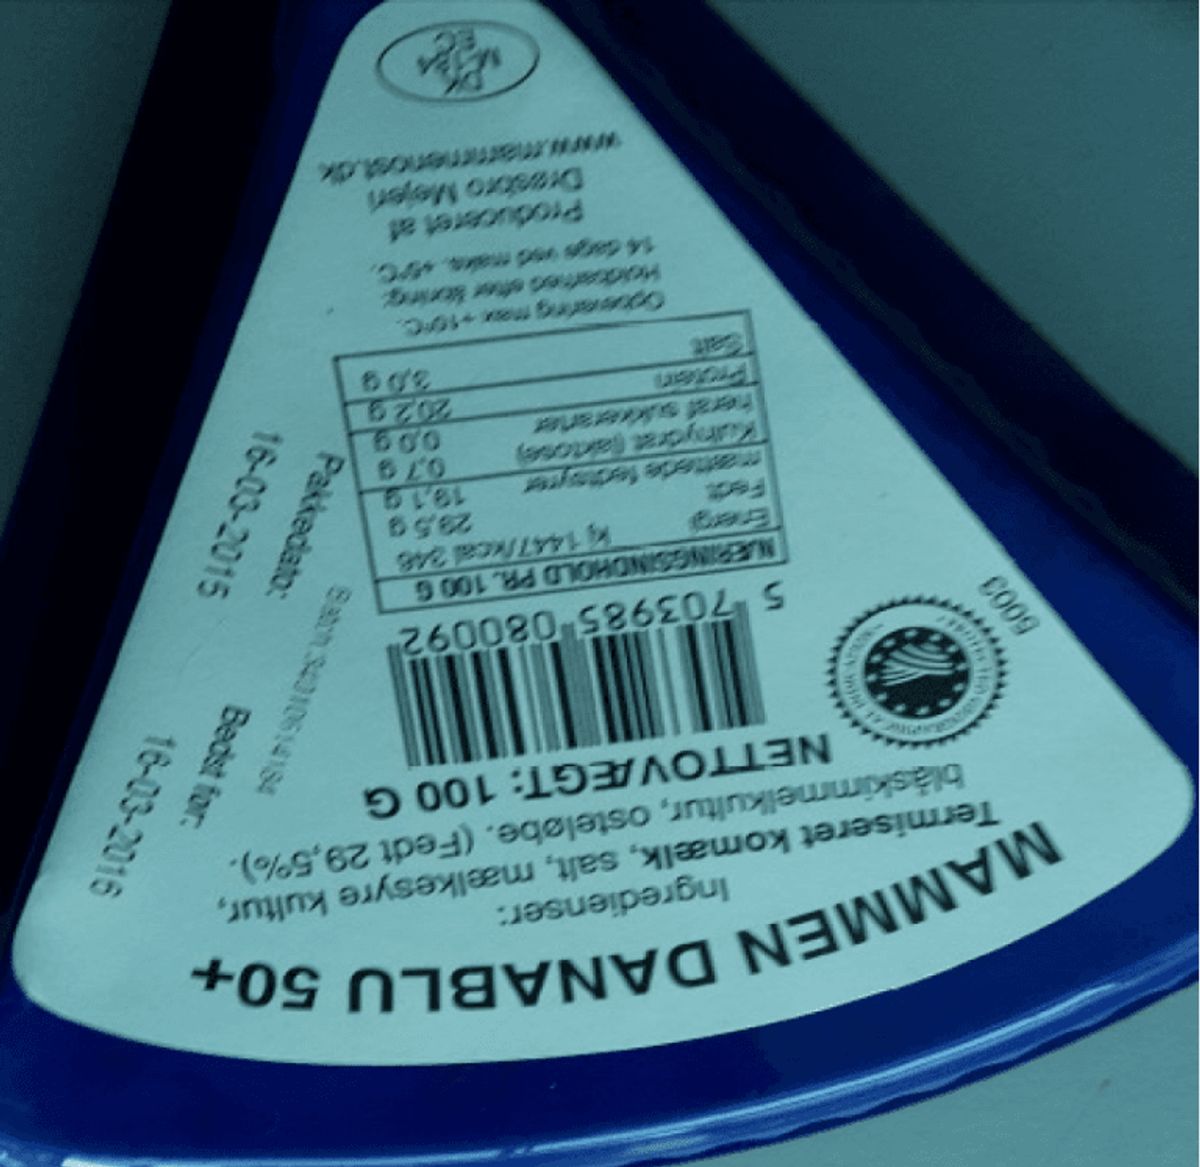 MAMMEN DANABLU 50+
Ingredienser:
Termiseret komælk, salt, mælkesyre kultur,
blåskimmelkultur, osteløbe. (Fedt 29,5%).
NETTOVÆGT: 100 G
6003
5 703985 080092
NÆRINGSINDHOLD PR. 100 G
Energi kj 1447/kcal 348
Fedt 29,5 g
mættede fedtsyrer 19,1 g
Kulhydrat (laktose) 0,7 g
heraf sukkerarter 0,0 g
Protein 20,2 g
Salt 3,0 g
Opbevaring max +10°C.
Holdbarhed efter åbning:
14 dage ved maks. +5°C.
Produceret af
Drøsbro Mejeri
www.mammenost.dk
DK
EC
Bedst før:
16-03-2016
Pakkedato:
16-03-2015